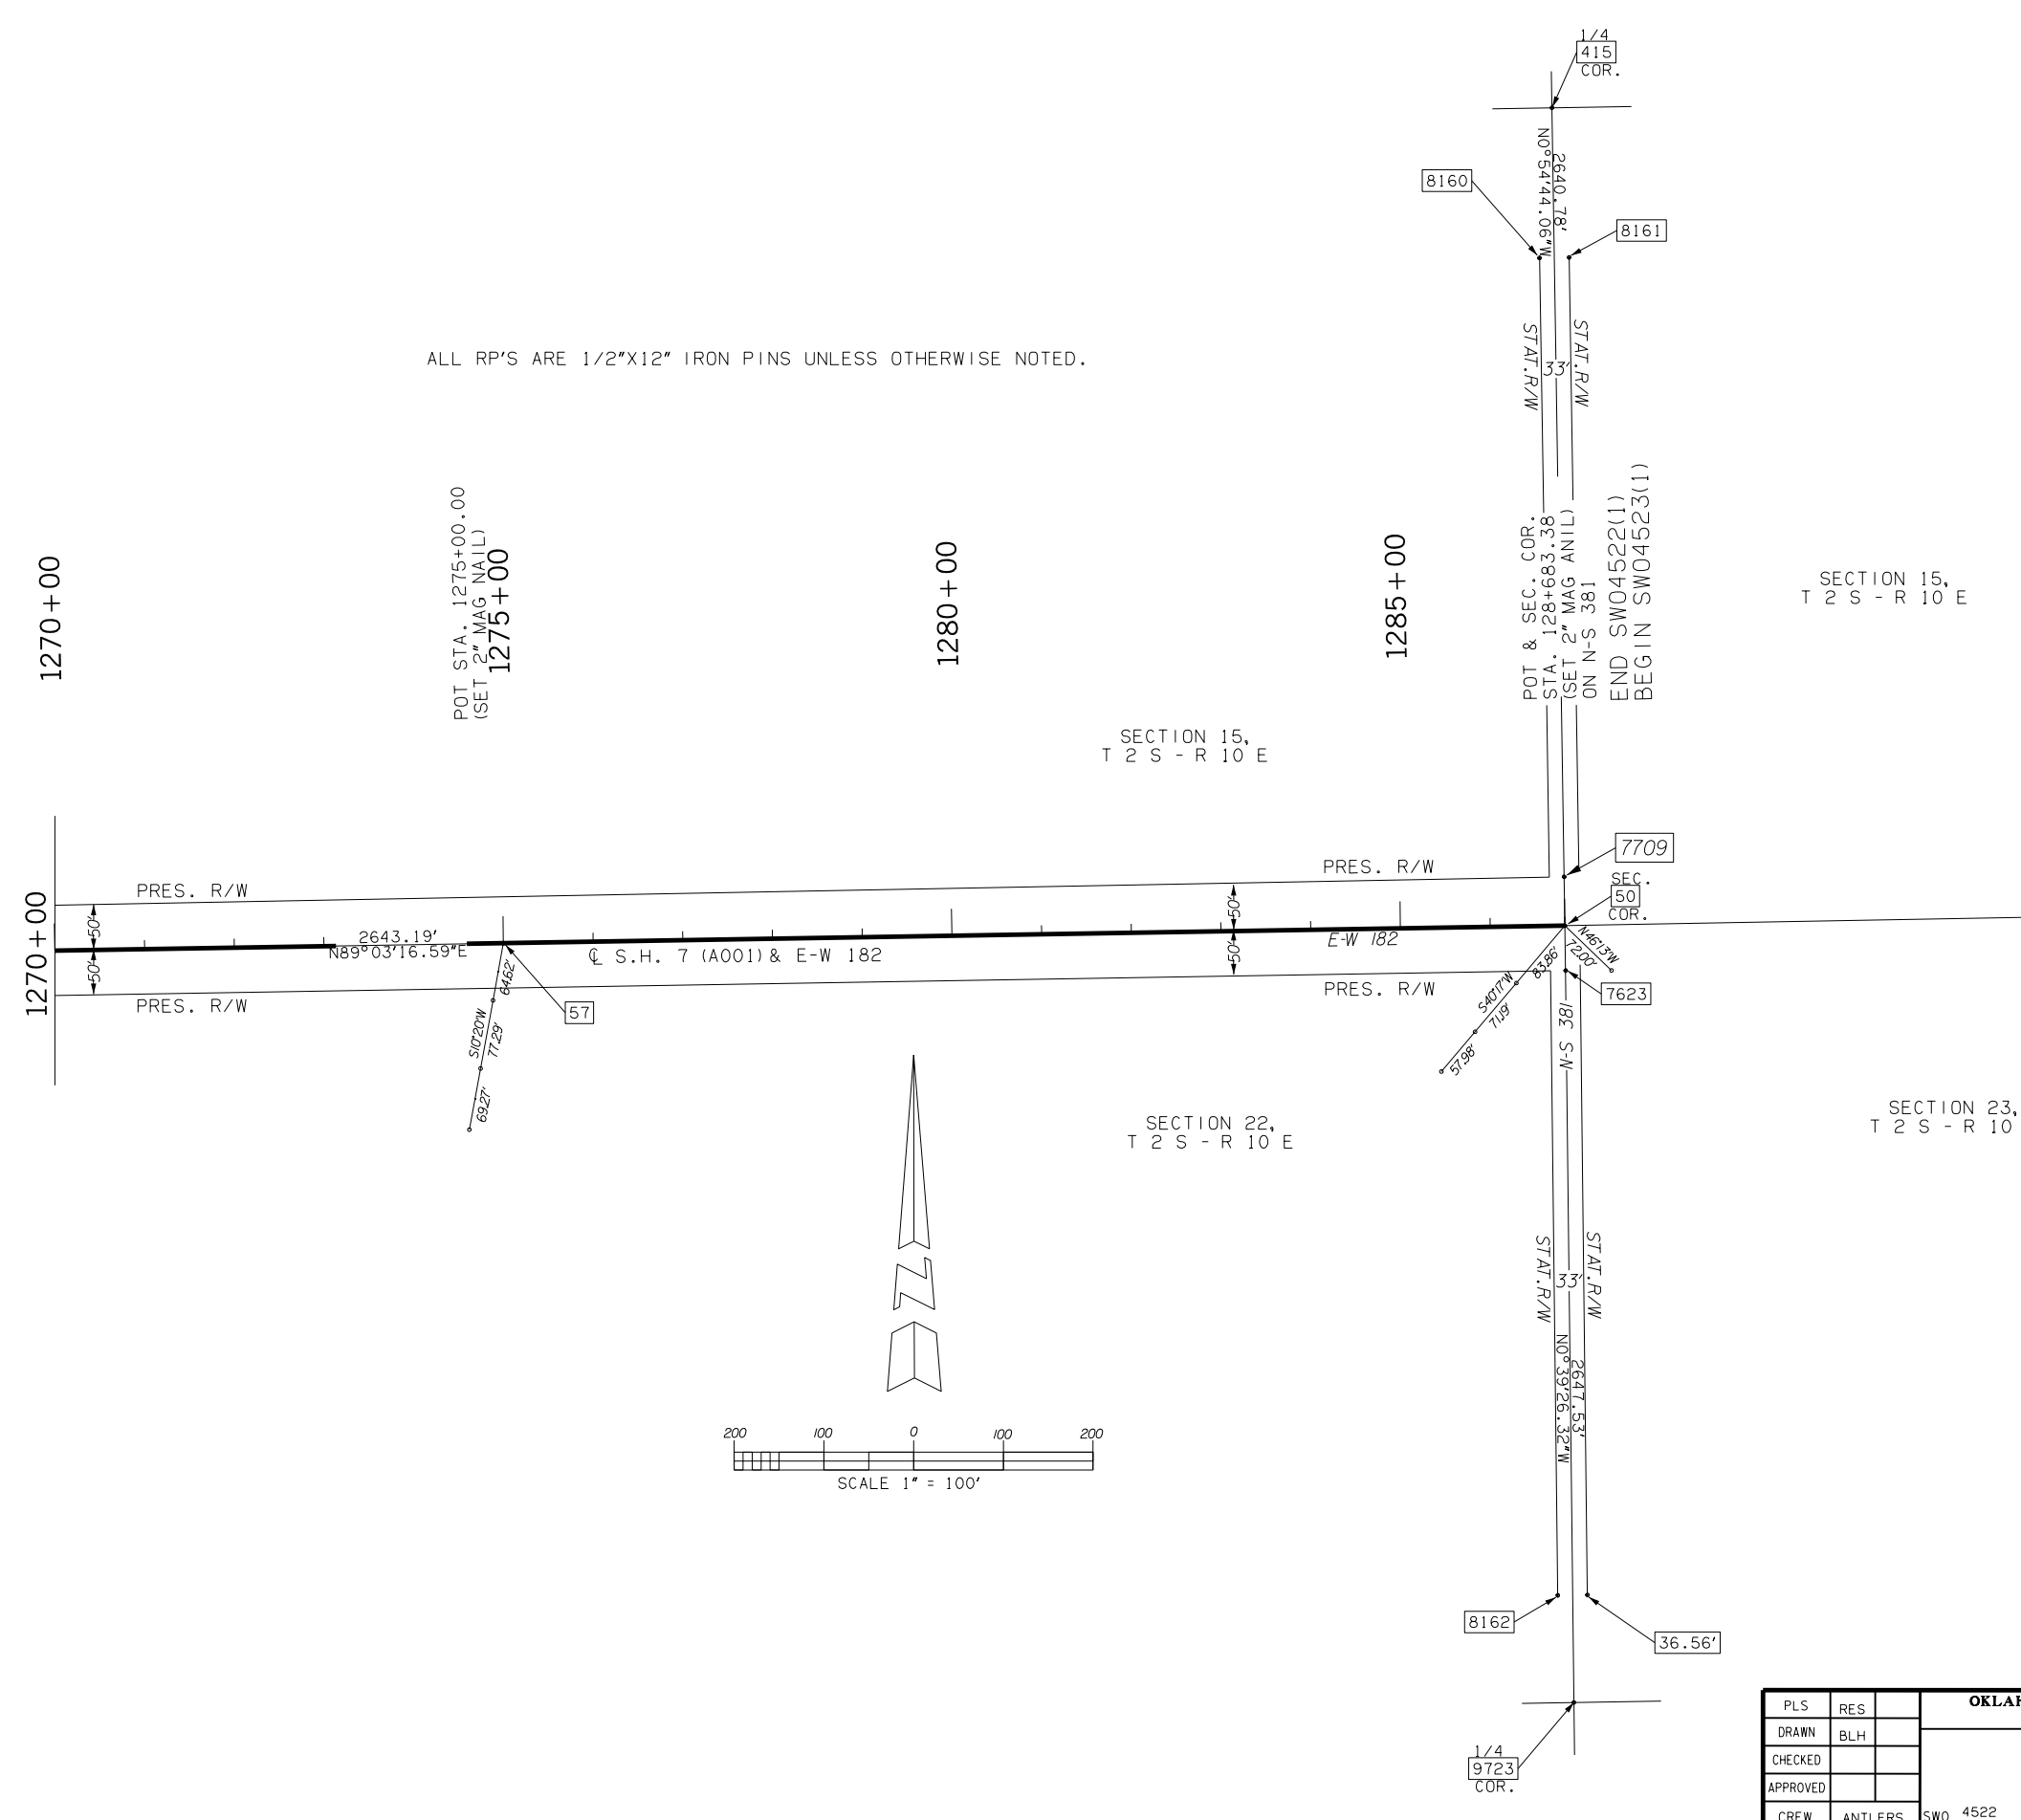 1/4
415
COR.
N0°54'44.06"W
2640.78'
8160
8161
STAT.R/W
STAT.R/W
33'
ALL RP'S ARE 1/2"X12" IRON PINS UNLESS OTHERWISE NOTED.
1270+00
POT STA. 1275+00.00
(SET 2" MAG NAIL)
1275+00
1280+00
1285+00
POT & SEC. COR.
STA. 128+683.38
(SET 2" MAG ANIL)
ON N-S 381
END SWO4522(1)
BEGIN SWO4523(1)
SECTION 15,
T 2 S - R 10 E
SECTION 15,
T 2 S - R 10 E
7709
PRES. R/W
PRES. R/W
SEC.
50
COR.
1270+00
50'
50'
2643.19'
N89°03'16.59"E
℄ S.H. 7 (A001) & E-W 182
50'
50'
E-W 182
N46°13'W
72.00'
83.86'
S40°17'W
71.19'
57.98'
7623
PRES. R/W
PRES. R/W
57
64.62'
S10°20'W
77.29'
69.27'
N-S 381
SECTION 22,
T 2 S - R 10 E
SECTION 23,
T 2 S - R 10
STAT.R/W
STAT.R/W
33'
N0°39'26.32"W
2647.53'
200 100 0 100 200
SCALE 1" = 100'
8162
36.56'
1/4
9723
COR.
PLS RES
OKLAH
DRAWN BLH
CHECKED
APPROVED
CREW ANTLERS
SWO 4522